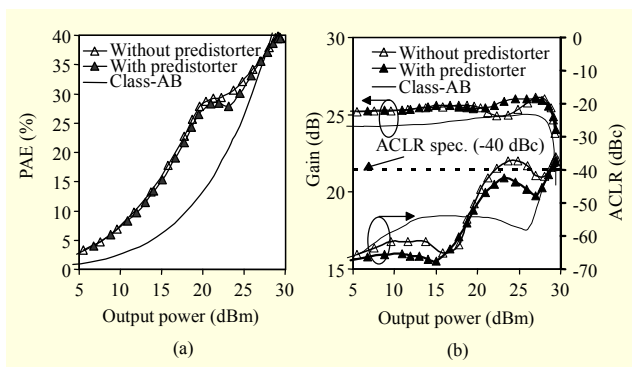 40
35
30
25
20
15
10
5
0
PAE (%)
Without predistorter
With predistorter
Class-AB
5 10 15 20 25 30
Output power (dBm)
(a)
30
25
20
15
Gain (dB)
Without predistorter
With predistorter
Class-AB
ACLR spec. (-40 dBc)
0
-10
-20
-30
-40
-50
-60
-70
ACLR (dBc)
5 10 15 20 25 30
Output power (dBm)
(b)